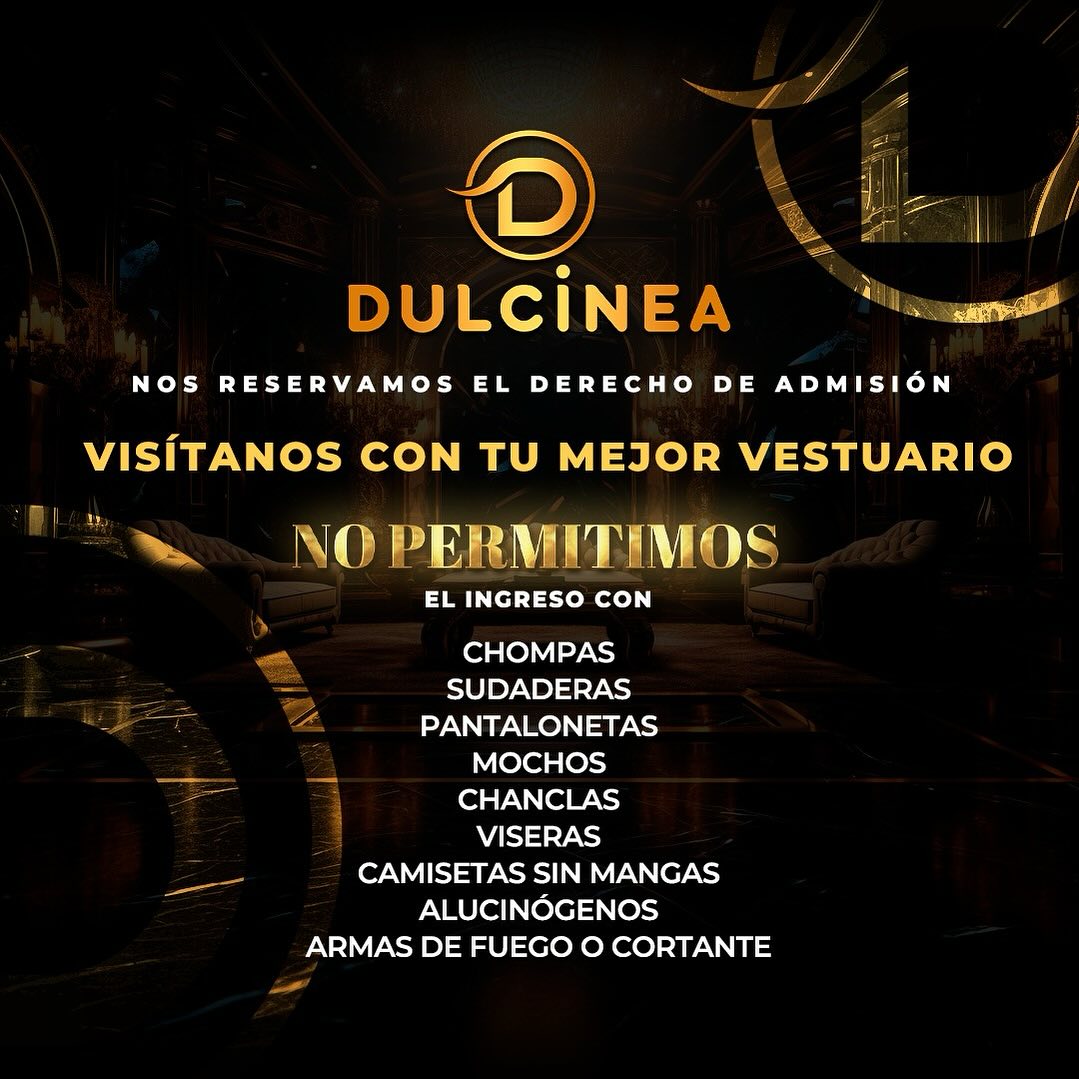 D
DULCINEA
NOS RESERVAMOS EL DERECHO DE ADMISIÓN
VISÍTANOS CON TU MEJOR VESTUARIO
NO PERMITIMOS
EL INGRESO CON
CHOMPAS
SUDADERAS
PANTALONETAS
MOCHOS
CHANCLAS
VISERAS
CAMISETAS SIN MANGAS
ALUCINÓGENOS
ARMAS DE FUEGO O CORTANTE